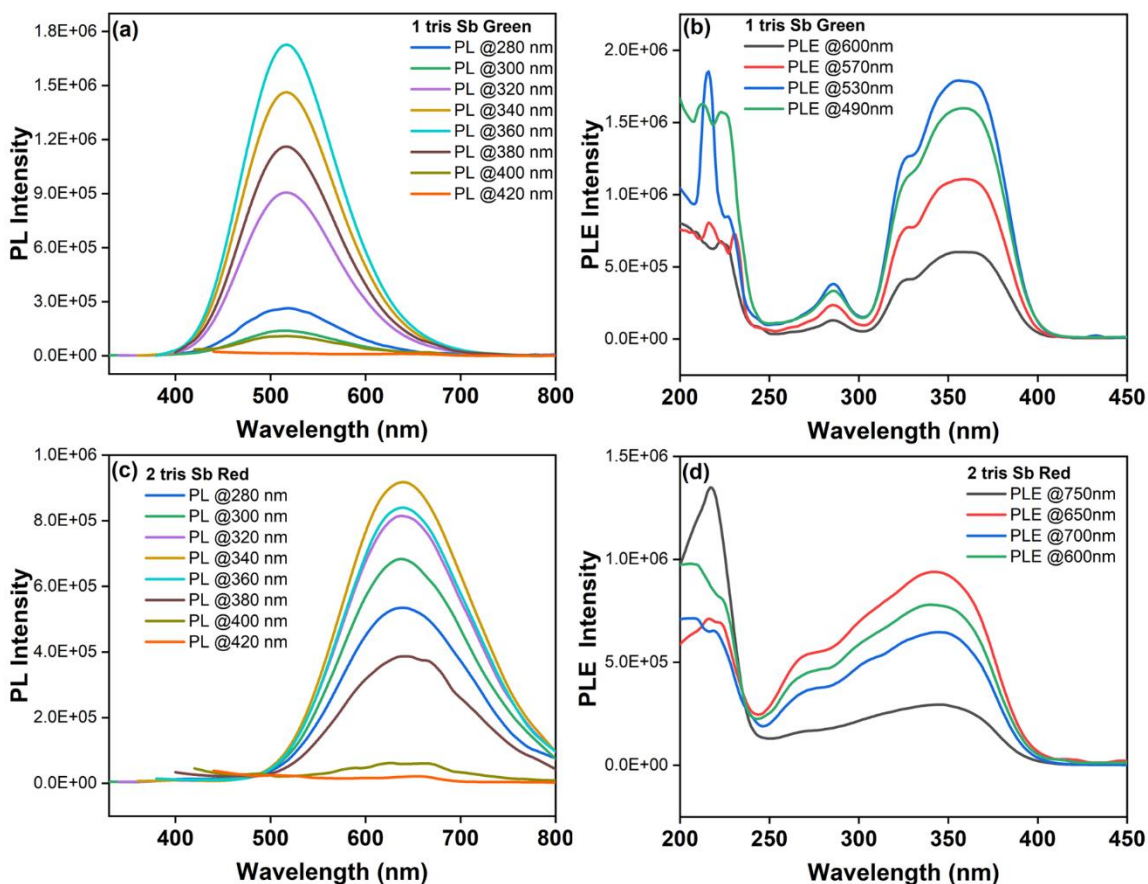 (a)
1 tris Sb Green
PL @280 nm
PL @300 nm
PL @320 nm
PL @340 nm
PL @360 nm
PL @380 nm
PL @400 nm
PL @420 nm
1.8E+06
1.5E+06
1.2E+06
9.0E+05
6.0E+05
3.0E+05
0.0E+00
PL Intensity
400 500 600 700 800
Wavelength (nm)
(b)
1 tris Sb Green
PLE @600nm
PLE @570nm
PLE @530nm
PLE @490nm
2.0E+06
1.5E+06
1.0E+06
5.0E+05
0.0E+00
PLE Intensity
200 250 300 350 400 450
Wavelength (nm)
(c)
2 tris Sb Red
PL @280 nm
PL @300 nm
PL @320 nm
PL @340 nm
PL @360 nm
PL @380 nm
PL @400 nm
PL @420 nm
1.0E+06
8.0E+05
6.0E+05
4.0E+05
2.0E+05
0.0E+00
PL Intensity
400 500 600 700 800
Wavelength (nm)
(d)
2 tris Sb Red
PLE @750nm
PLE @650nm
PLE @700nm
PLE @600nm
1.5E+06
1.0E+06
5.0E+05
0.0E+00
PLE Intensity
200 250 300 350 400 450
Wavelength (nm)